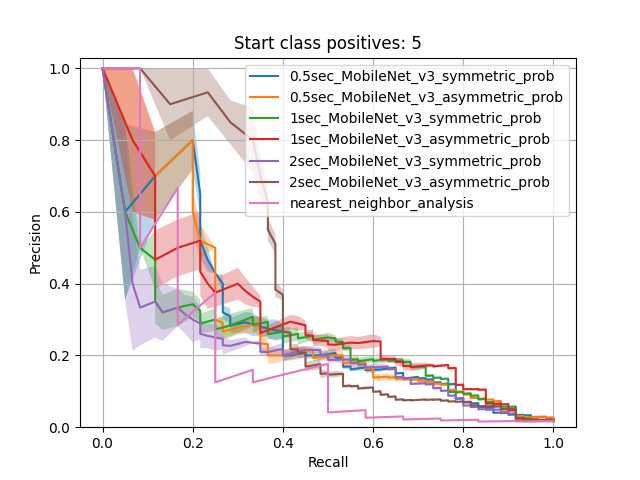 Start class positives: 5
1.0
0.8
0.6
0.4
0.2
0.0
Precision
0.5sec_MobileNet_v3_symmetric_prob
0.5sec_MobileNet_v3_asymmetric_prob
1sec_MobileNet_v3_symmetric_prob
1sec_MobileNet_v3_asymmetric_prob
2sec_MobileNet_v3_symmetric_prob
2sec_MobileNet_v3_asymmetric_prob
nearest_neighbor_analysis
0.0 0.2 0.4 0.6 0.8 1.0
Recall